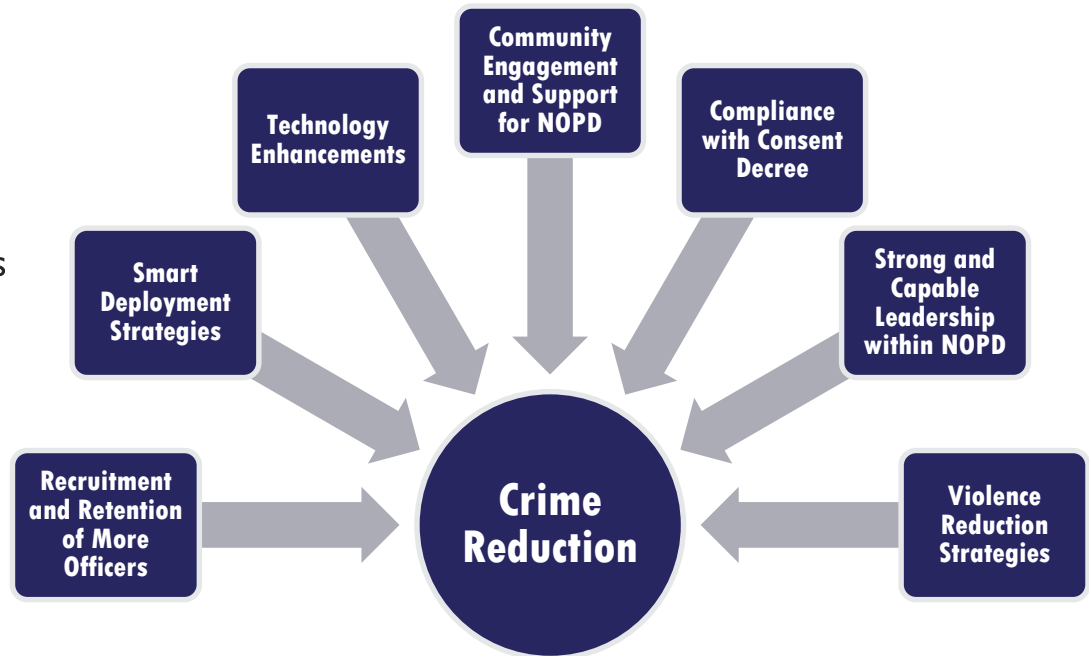 Community
Engagement
and Support
for NOPD
Technology
Enhancements
Compliance
with Consent
Decree
s
Smart
Deployment
Strategies
Strong and
Capable
Leadership
within NOPD
Recruitment
and Retention
of More
Officers
Crime
Reduction
Violence
Reduction
Strategies